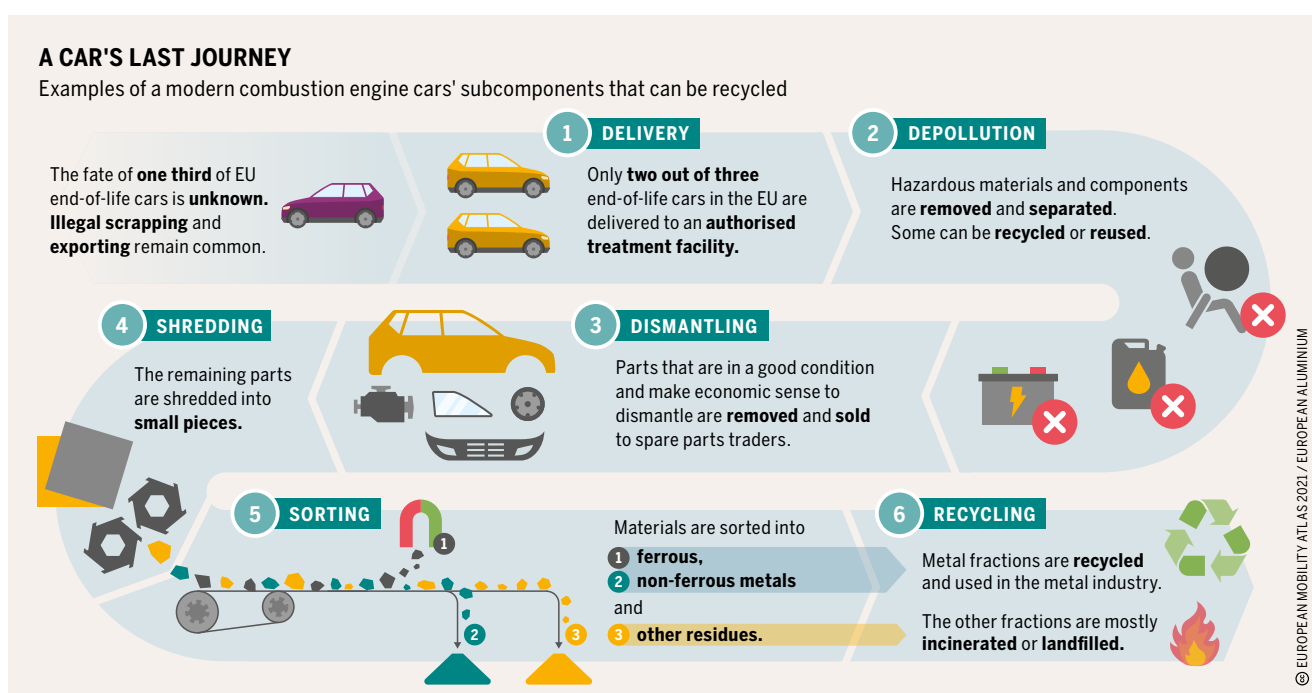 A CAR'S LAST JOURNEY
Examples of a modern combustion engine cars' subcomponents that can be recycled
The fate of one third of EU
end-of-life cars is unknown.
Illegal scrapping and
exporting remain common.
1 DELIVERY
Only two out of three
end-of-life cars in the EU are
delivered to an authorised
treatment facility.
2 DEPOLLUTION
Hazardous materials and components
are removed and separated.
Some can be recycled or reused.
3 DISMANTLING
Parts that are in a good condition
and make economic sense to
dismantle are removed and sold
to spare parts traders.
4 SHREDDING
The remaining parts
are shredded into
small pieces.
5 SORTING
1
2
3
Materials are sorted into
1 ferrous,
2 non-ferrous metals
and
3 other residues.
6 RECYCLING
Metal fractions are recycled
and used in the metal industry.
The other fractions are mostly
incinerated or landfilled.
🅭 EUROPEAN MOBILITY ATLAS 2021 / EUROPEAN ALUMINIUM